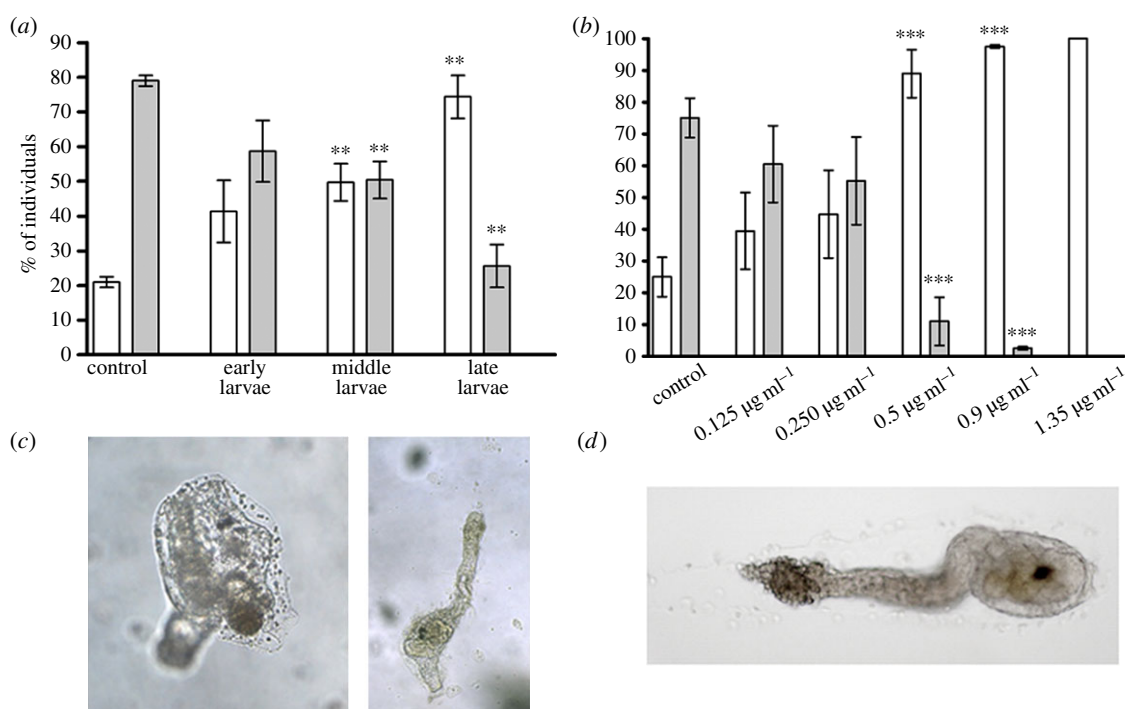 (a)
90
80
70
60
50
40
30
20
10
0
% of individuals
**
**
**
**
control
early
larvae
middle
larvae
late
larvae
(b)
100
90
80
70
60
50
40
30
20
10
0
***
***
***
***
control
0.125 µg ml⁻¹
0.250 µg ml⁻¹
0.5 µg ml⁻¹
0.9 µg ml⁻¹
1.35 µg ml⁻¹
(c)
(d)